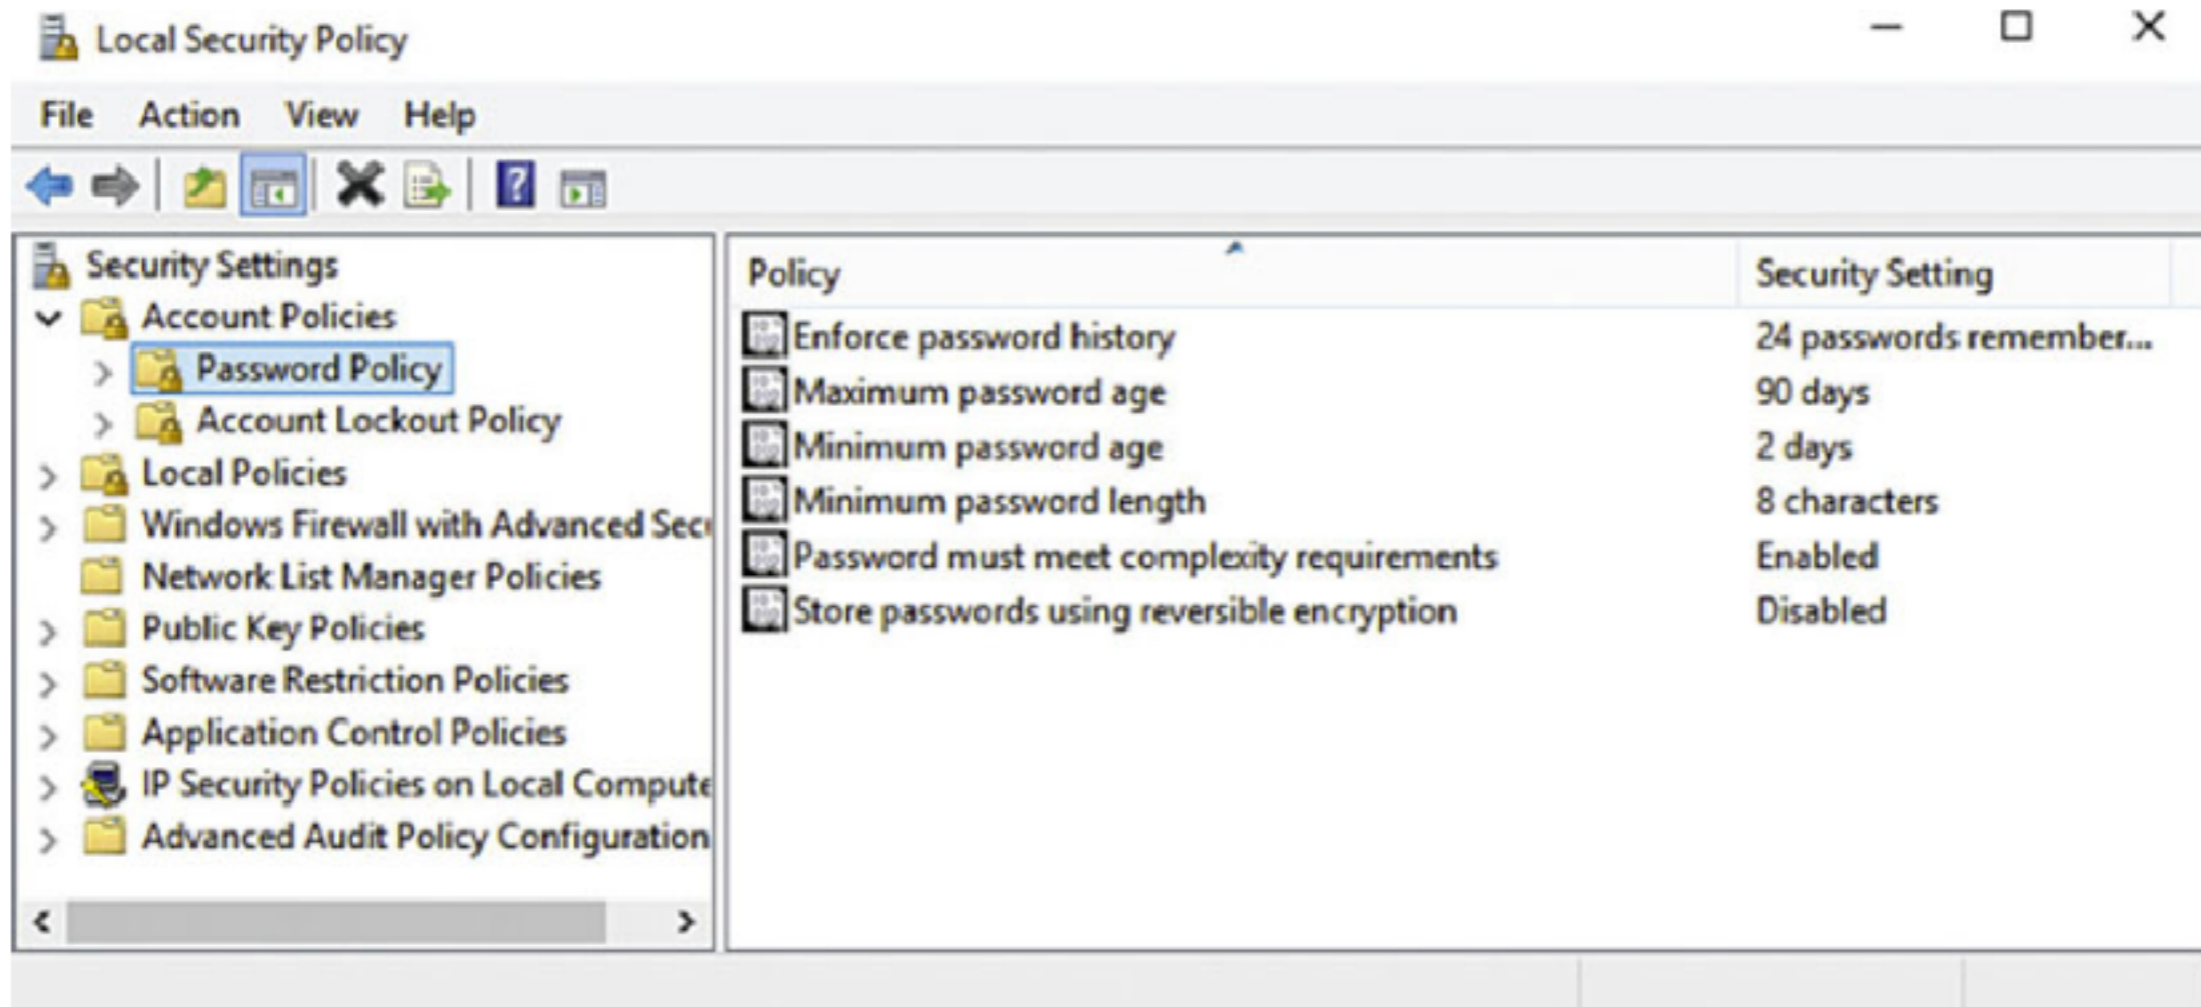 Local Security Policy
File Action View Help
Security Settings
Account Policies
Password Policy
Account Lockout Policy
Local Policies
Windows Firewall with Advanced Secu
Network List Manager Policies
Public Key Policies
Software Restriction Policies
Application Control Policies
IP Security Policies on Local Compute
Advanced Audit Policy Configuration
Policy Security Setting
Enforce password history 24 passwords remember...
Maximum password age 90 days
Minimum password age 2 days
Minimum password length 8 characters
Password must meet complexity requirements Enabled
Store passwords using reversible encryption Disabled